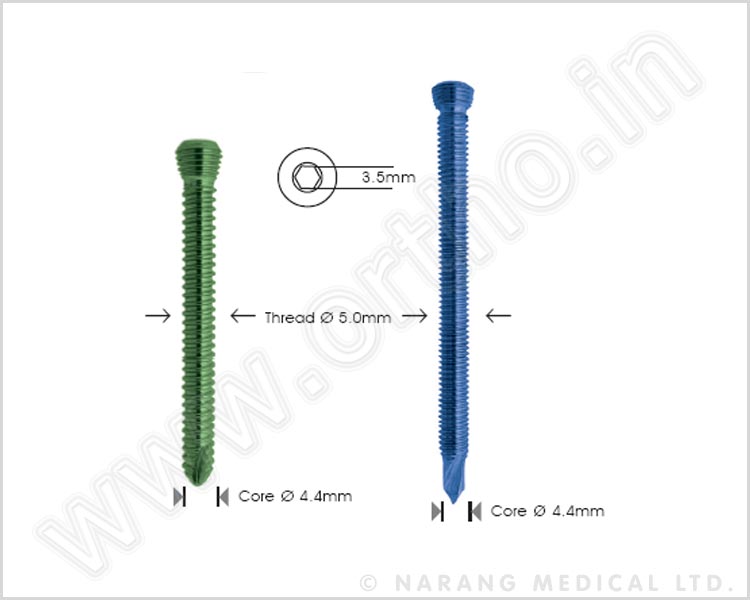 3.5mm
Thread Ø 5.0mm
Core Ø 4.4mm
Core Ø 4.4mm
www.ortho.in
© NARANG MEDICAL LTD.